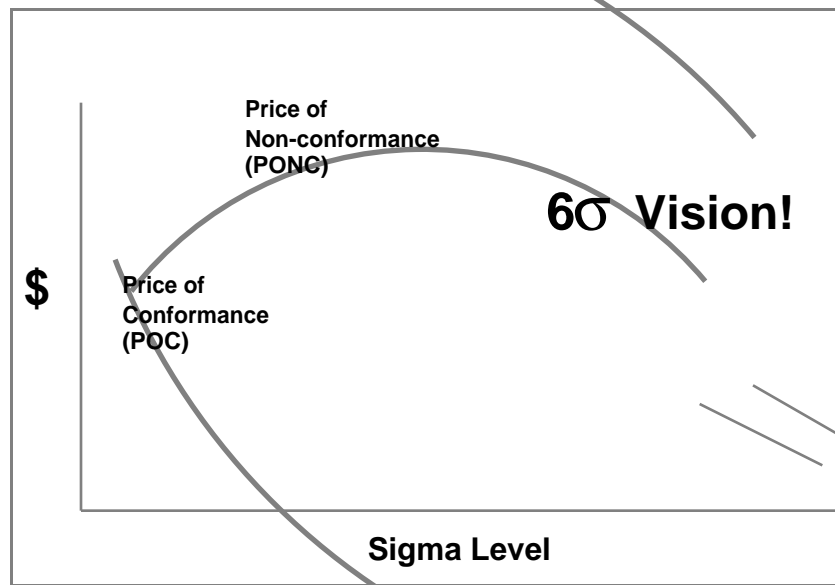 Price of
Non-conformance
(PONC)
6σ Vision!
$
Price of
Conformance
(POC)
Sigma Level